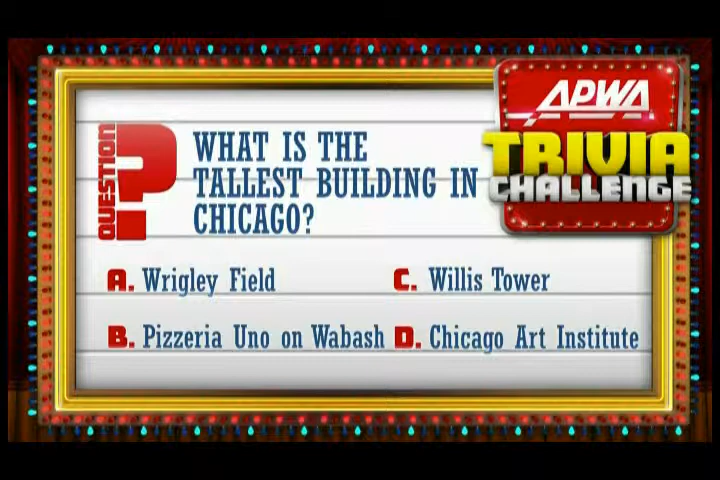 APWA
TRIVIA
CHALLENGE
QUESTION
?
WHAT IS THE
TALLEST BUILDING IN
CHICAGO?
A. Wrigley Field
C. Willis Tower
B. Pizzeria Uno on Wabash
D. Chicago Art Institute